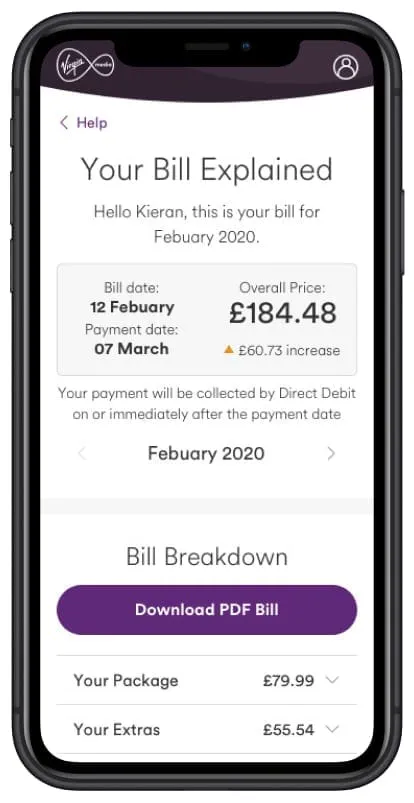 Virgin media
Help
Your Bill Explained
Hello Kieran, this is your bill for
Febuary 2020.
Bill date:
12 Febuary
Payment date:
07 March
Overall Price:
£184.48
£60.73 increase
Your payment will be collected by Direct Debit
on or immediately after the payment date
Febuary 2020
Bill Breakdown
Download PDF Bill
Your Package £79.99
Your Extras £55.54